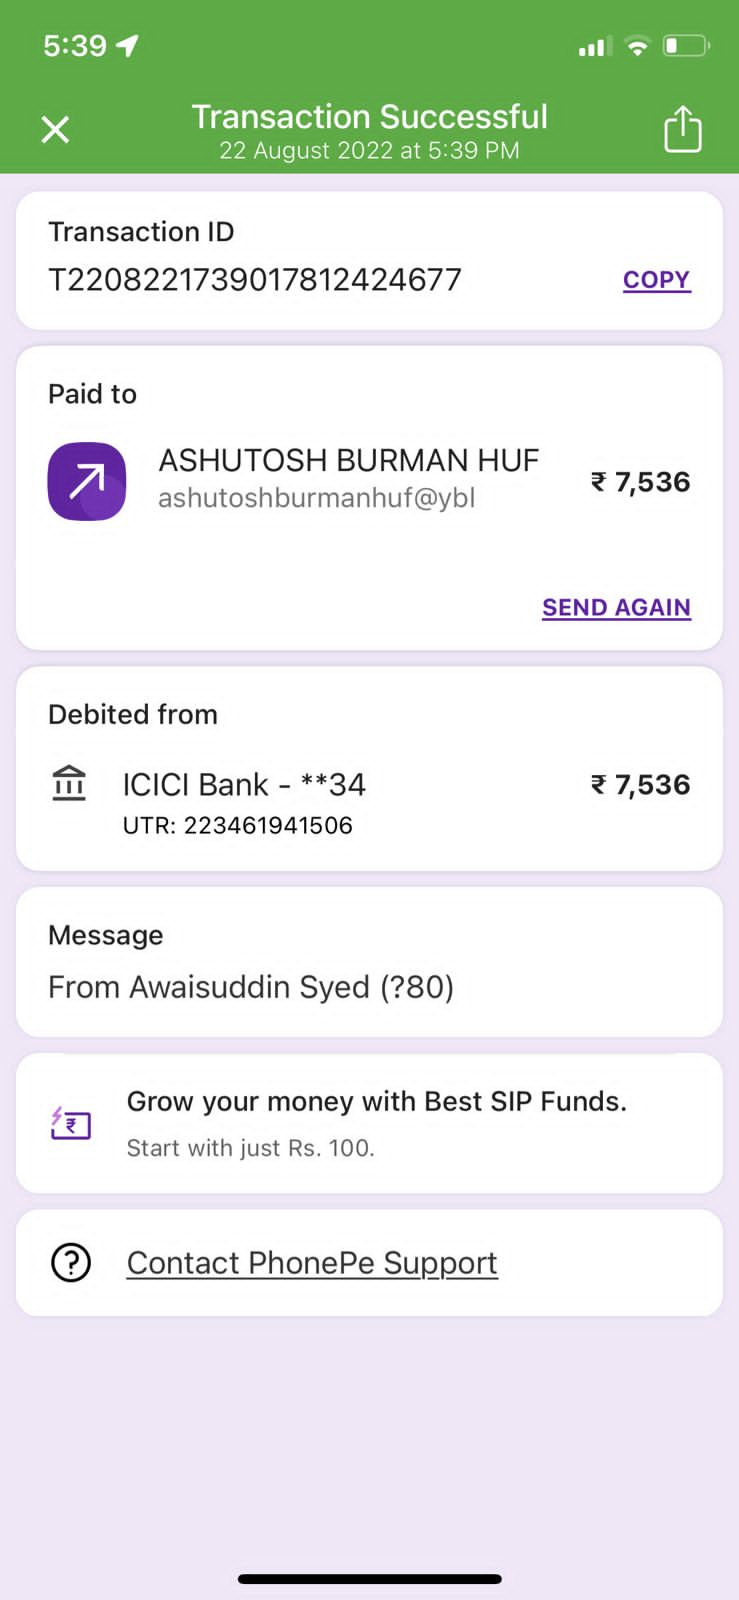 5:39
Transaction Successful
22 August 2022 at 5:39 PM
Transaction ID
T2208221739017812424677
COPY
Paid to
ASHUTOSH BURMAN HUF
ashutoshburmanhuf@ybl
₹ 7,536
SEND AGAIN
Debited from
ICICI Bank - **34
₹ 7,536
UTR: 223461941506
Message
From Awaisuddin Syed (?80)
Grow your money with Best SIP Funds.
Start with just Rs. 100.
Contact PhonePe Support